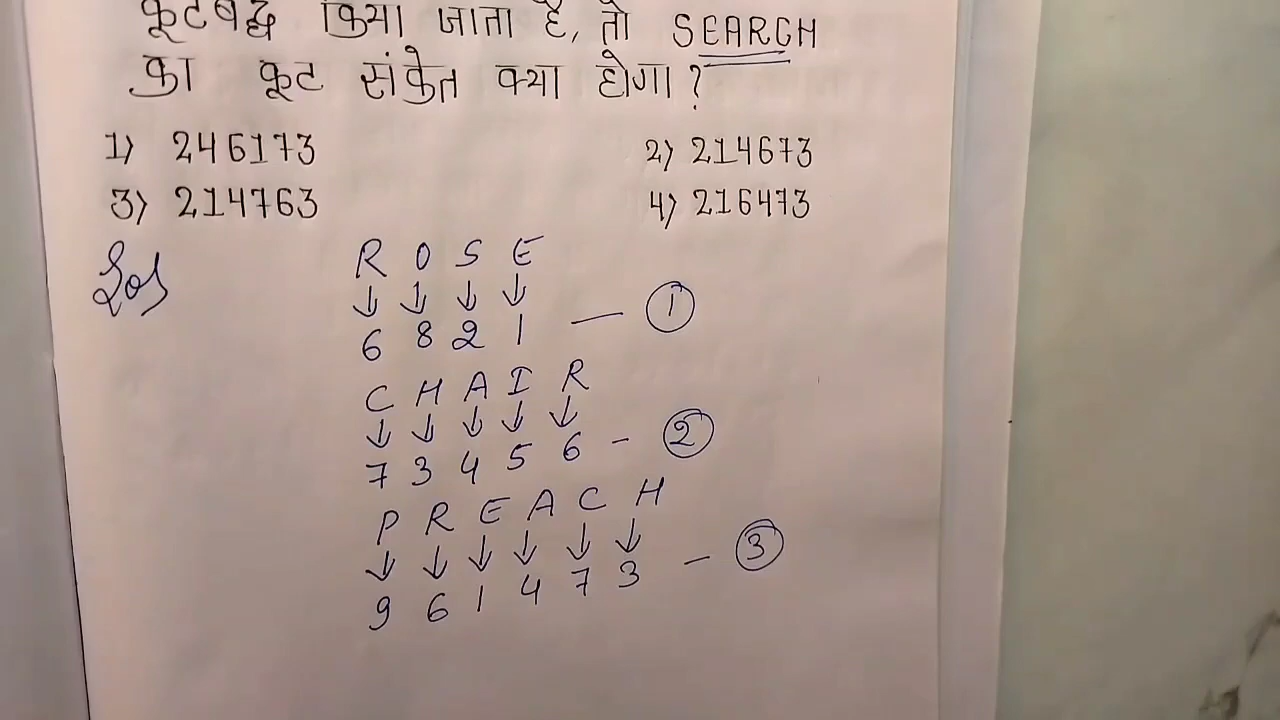 कूटबद्ध किया जाता है, तो SEARCH
का कूट संकेत क्या होगा?
1) 246173 2) 214673
3) 214763 4) 216473
Sol R O S E
↓ ↓ ↓ ↓
6 8 2 1 — ①
C H A I R
↓ ↓ ↓ ↓ ↓
7 3 4 5 6 - ②
P R E A C H
↓ ↓ ↓ ↓ ↓ ↓
9 6 1 4 7 3 - ③